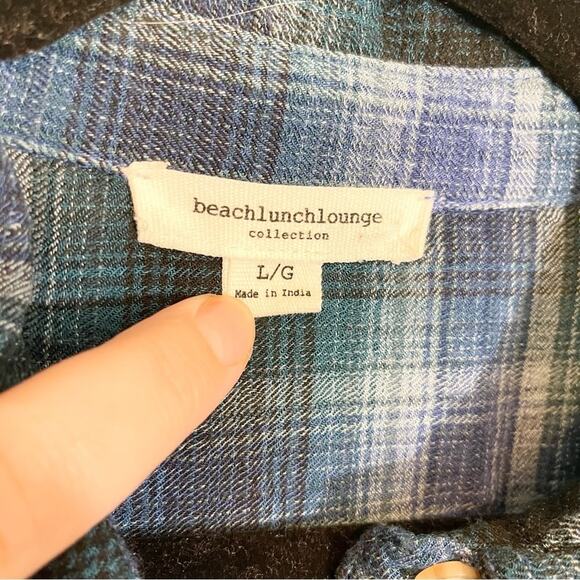 beachlunchlounge
collection
L/G
Made in India